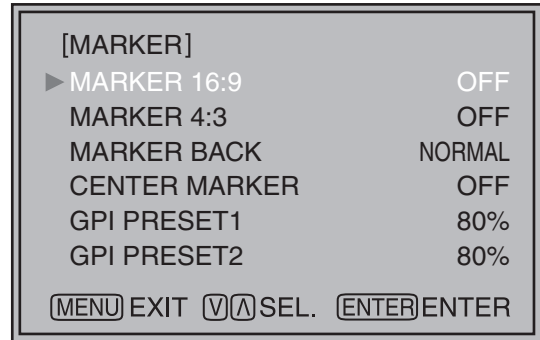 [MARKER]
▶ MARKER 16:9 OFF
MARKER 4:3 OFF
MARKER BACK NORMAL
CENTER MARKER OFF
GPI PRESET1 80%
GPI PRESET2 80%
MENU EXIT V Λ SEL. ENTER ENTER